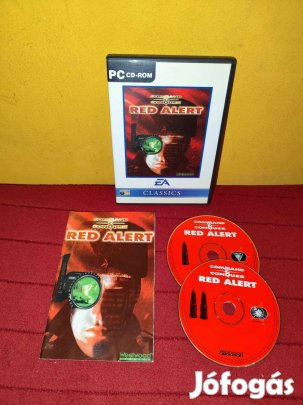 PC CD-ROM
COMMAND & CONQUER
RED ALERT
EA
CLASSICS
COMMAND & CONQUER
RED ALERT
Westwood
COMMAND & CONQUER
RED ALERT
COMMAND & CONQUER
RED ALERT
Jófogás